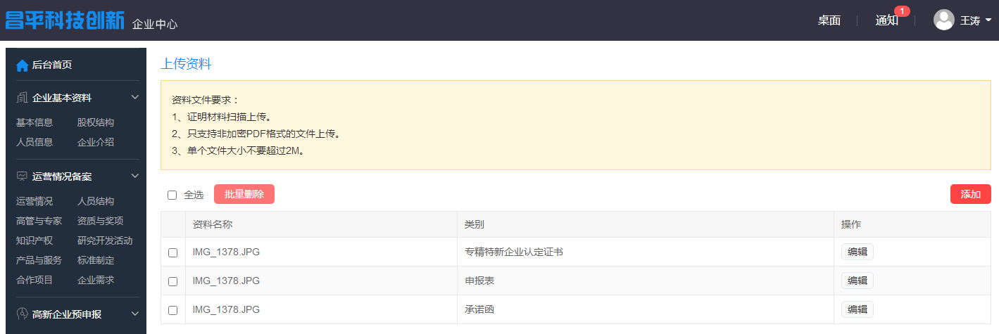 昌平科技创新 企业中心 桌面 通知 1 王涛
后台首页
企业基本资料
基本信息 股权结构
人员信息 企业介绍
运营情况备案
运营情况 人员结构
高管与专家 资质与奖项
知识产权 研究开发活动
产品与服务 标准制定
合作项目 企业需求
高新企业预申报
上传资料
资料文件要求：
1、证明材料扫描上传。
2、只支持非加密PDF格式的文件上传。
3、单个文件大小不要超过2M。
全选 批量删除 添加
资料名称 类别 操作
IMG_1378.JPG 专精特新企业认定证书 编辑
IMG_1378.JPG 申报表 编辑
IMG_1378.JPG 承诺函 编辑